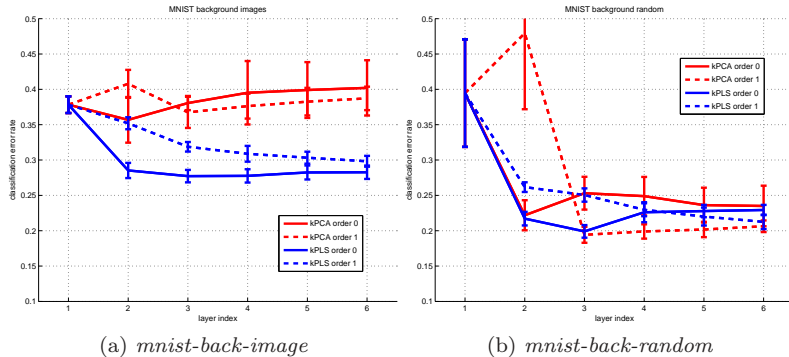 MNIST background images
0.5
0.45
0.4
0.35
0.3
0.25
0.2
0.15
0.1
classification error rate
1 2 3 4 5 6
layer index
kPCA order 0
kPCA order 1
kPLS order 0
kPLS order 1
(a) mnist-back-image
MNIST background random
0.5
0.45
0.4
0.35
0.3
0.25
0.2
0.15
0.1
classification error rate
1 2 3 4 5 6
layer index
kPCA order 0
kPCA order 1
kPLS order 0
kPLS order 1
(b) mnist-back-random